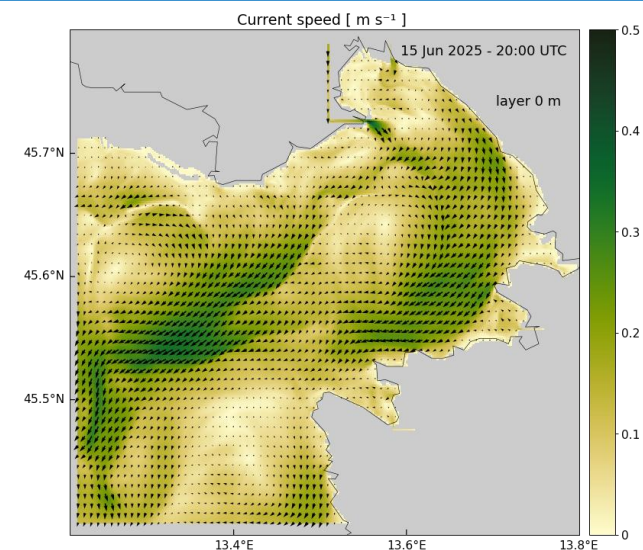 Current speed [ m s⁻¹ ]
15 Jun 2025 - 20:00 UTC
layer 0 m
45.7°N
45.6°N
45.5°N
13.4°E
13.6°E
13.8°E
0.5
0.4
0.3
0.2
0.1
0